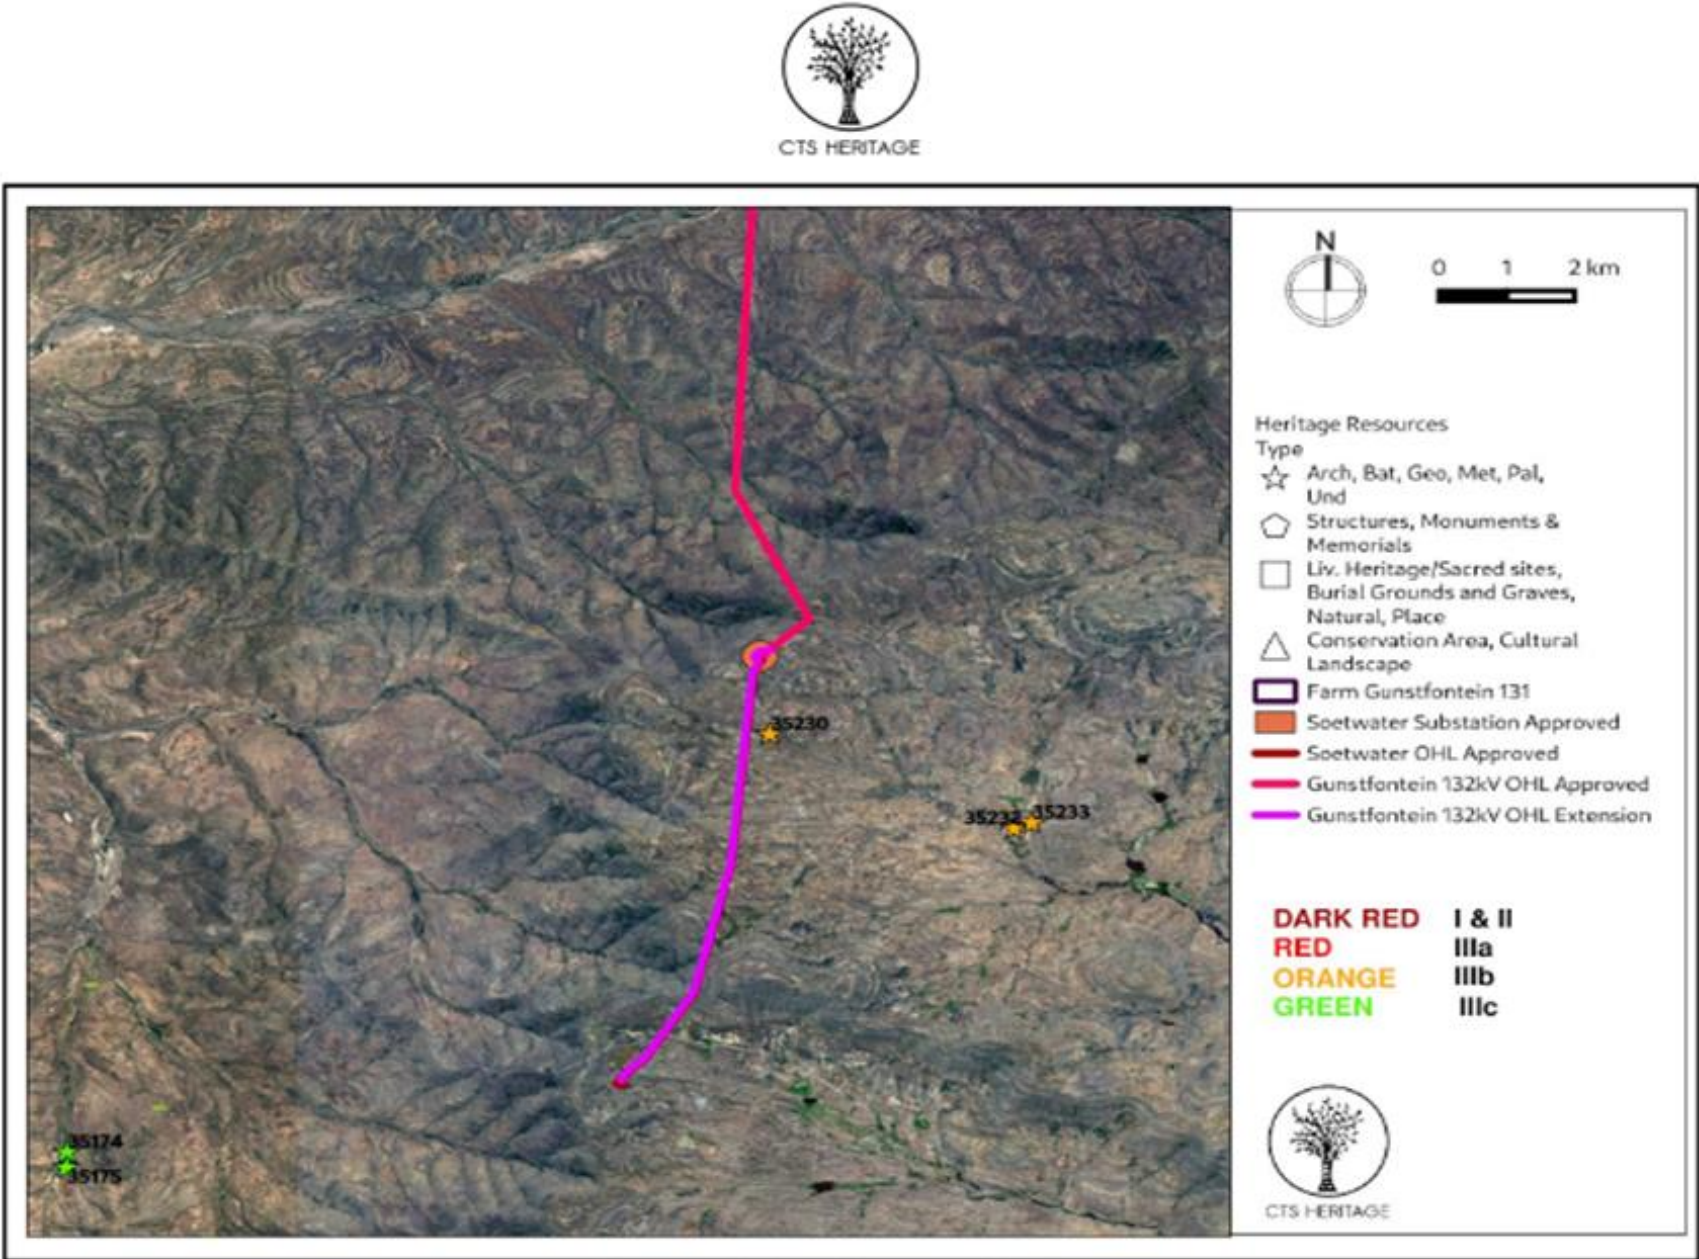 CTS HERITAGE
N
0 1 2 km
Heritage Resources
Type
Arch, Bat, Geo, Met, Pal,
Und
Structures, Monuments &
Memorials
Liv. Heritage/Sacred sites,
Burial Grounds and Graves,
Natural, Place
Conservation Area, Cultural
Landscape
Farm Gunstfontein 131
Soetwater Substation Approved
Soetwater OHL Approved
Gunstfontein 132kV OHL Approved
Gunstfontein 132kV OHL Extension
35230
35232 35233
DARK RED I & II
RED IIIa
ORANGE IIIb
GREEN IIIc
35174
35175
CTS HERITAGE